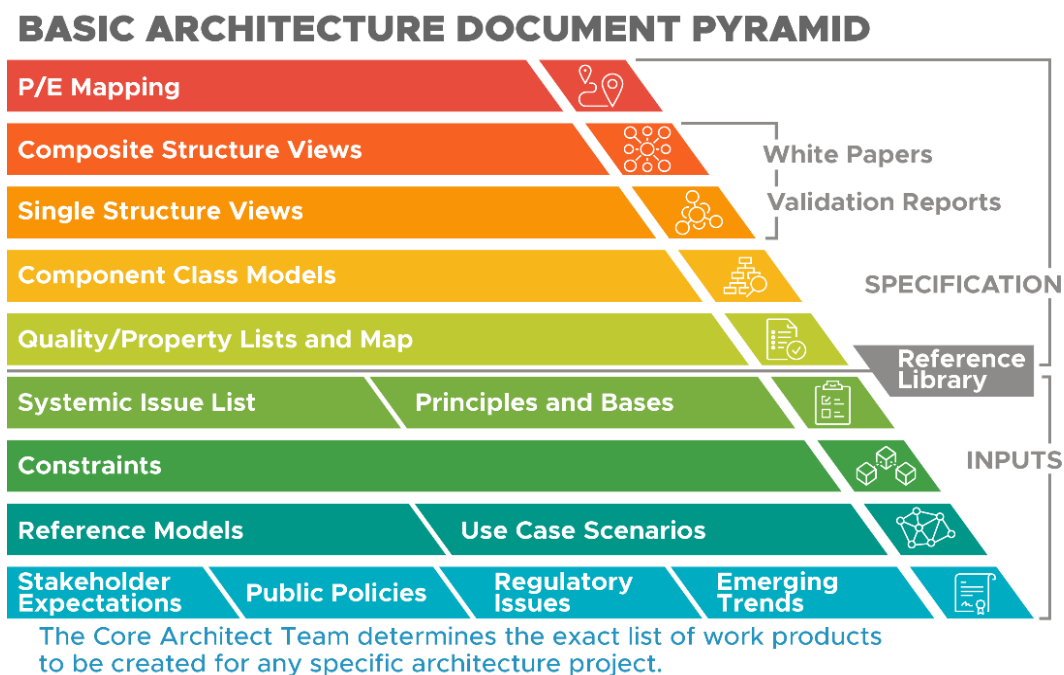 BASIC ARCHITECTURE DOCUMENT PYRAMID
P/E Mapping
Composite Structure Views
White Papers
Single Structure Views
Validation Reports
Component Class Models
SPECIFICATION
Quality/Property Lists and Map
Reference
Library
Systemic Issue List
Principles and Bases
Constraints
INPUTS
Reference Models
Use Case Scenarios
Stakeholder
Expectations
Public Policies
Regulatory
Issues
Emerging
Trends
The Core Architect Team determines the exact list of work products
to be created for any specific architecture project.